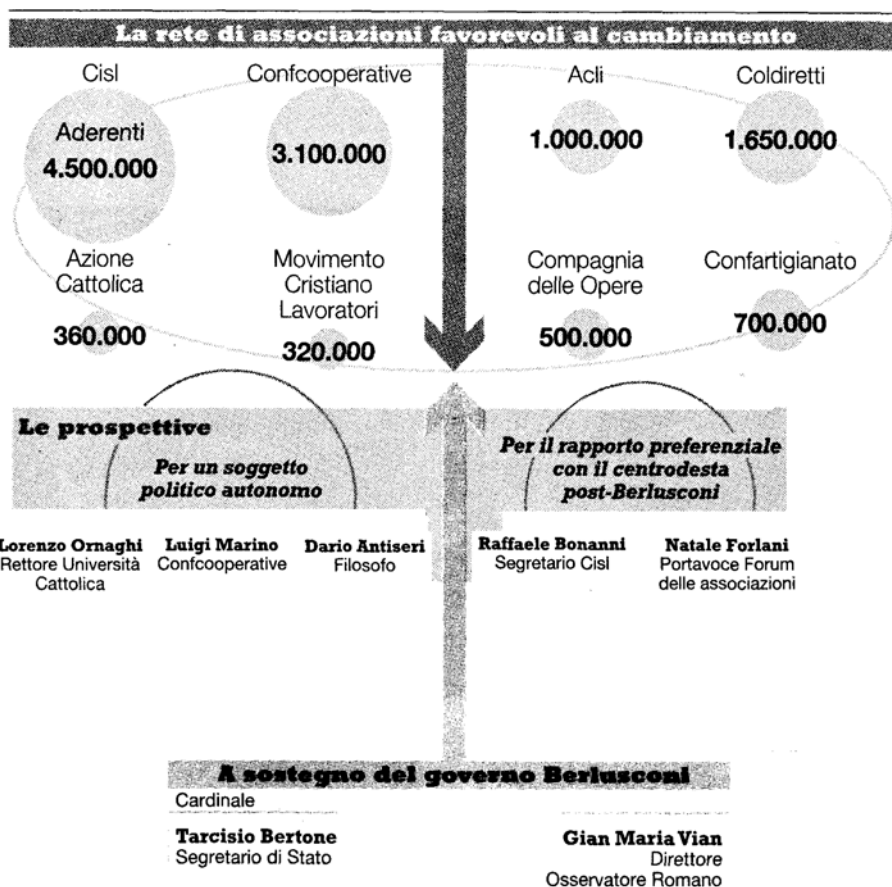 La rete di associazioni favorevoli al cambiamento
Cisl
Aderenti
4.500.000
Confcooperative
3.100.000
Acli
1.000.000
Coldiretti
1.650.000
Azione
Cattolica
360.000
Movimento
Cristiano
Lavoratori
320.000
Compagnia
delle Opere
500.000
Confartigianato
700.000
Le prospettive
Per un soggetto
politico autonomo
Per il rapporto preferenziale
con il centrodesta
post-Berlusconi
Lorenzo Ornaghi
Rettore Università
Cattolica
Luigi Marino
Confcooperative
Dario Antiseri
Filosofo
Raffaele Bonanni
Segretario Cisl
Natale Forlani
Portavoce Forum
delle associazioni
A sostegno del governo Berlusconi
Cardinale
Tarcisio Bertone
Segretario di Stato
Gian Maria Vian
Direttore
Osservatore Romano